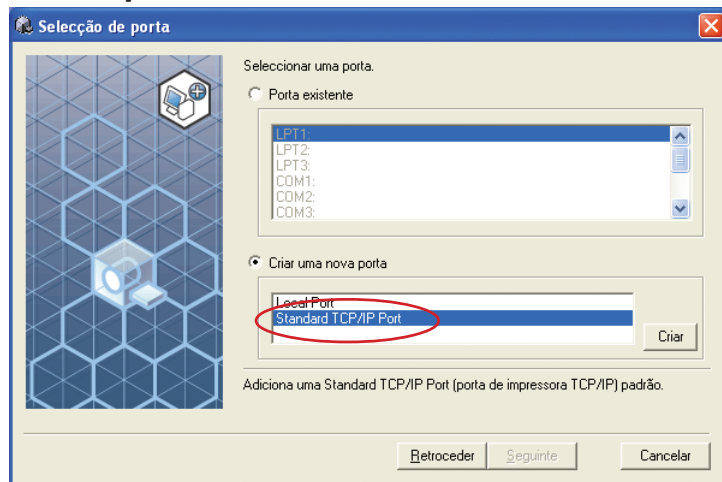 Selecção de porta
Seleccionar uma porta.
Porta existente
LPT1:
LPT2:
LPT3:
COM1:
COM2:
COM3:
Criar uma nova porta
Local Port
Standard TCP/IP Port
Criar
Adiciona uma Standard TCP/IP Port (porta de impressora TCP/IP) padrão.
Retroceder
Seguinte
Cancelar